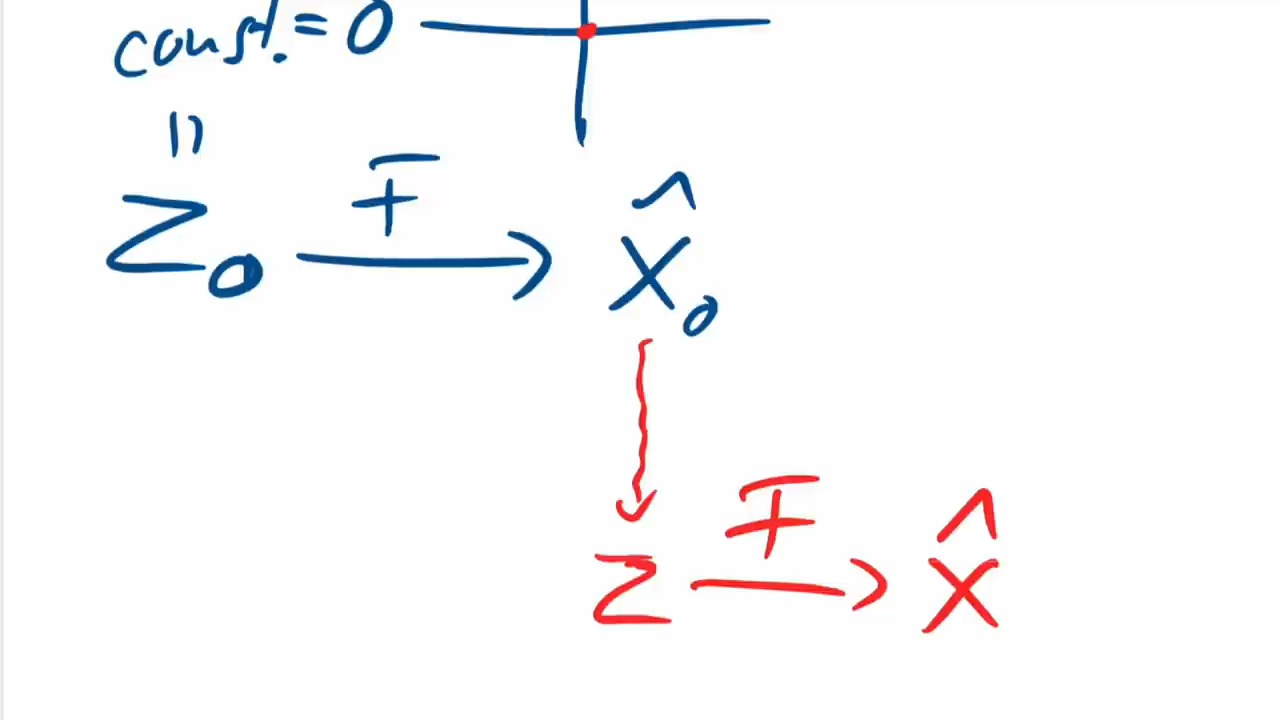 const. = 0
=
F
Z₀ → X̂₀
F
Z → X̂